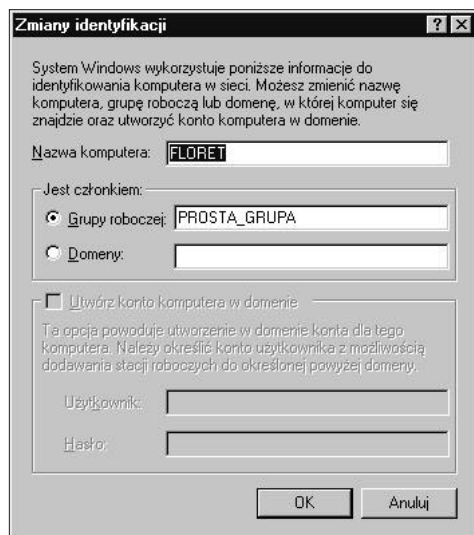 Zmiany identyfikacji
System Windows wykorzystuje poniższe informacje do
identyfikowania komputera w sieci. Możesz zmienić nazwę
komputera, grupę roboczą lub domenę, w której komputer się
znajdzie oraz utworzyć konto komputera w domenie.
Nazwa komputera: FLORET
Jest członkiem:
Grupy roboczej: PROSTA_GRUPA
Domeny:
Utwórz konto komputera w domenie
Ta opcja powoduje utworzenie w domenie konta dla tego
komputera. Należy określić konto użytkownika z możliwością
dodawania stacji roboczych do określonej powyżej domeny.
Użytkownik:
Hasło:
OK Anuluj